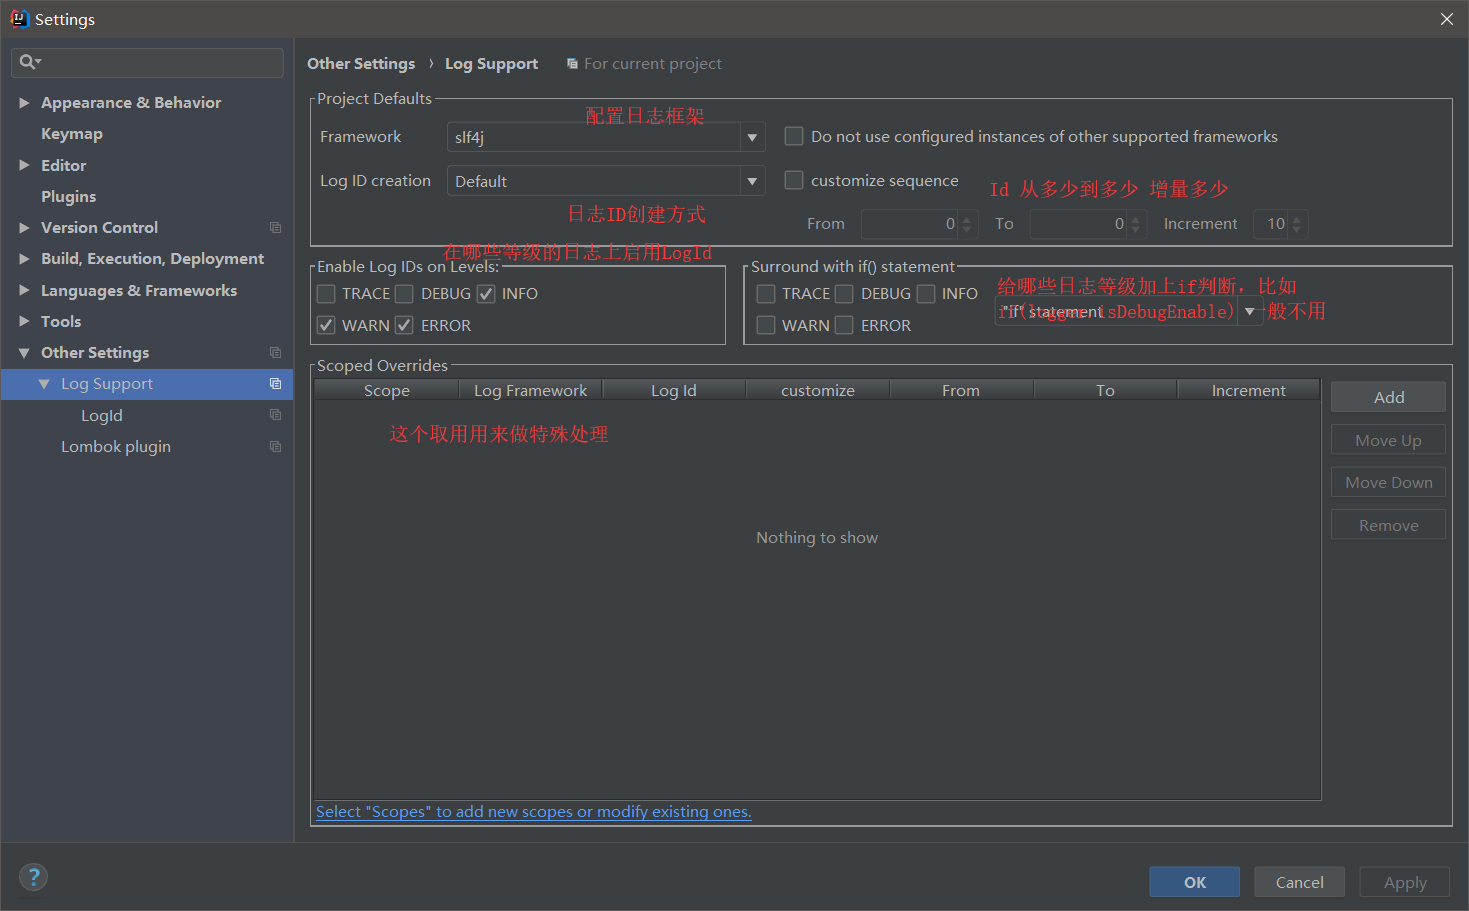 Settings
Appearance & Behavior
Keymap
Editor
Plugins
Version Control
Build, Execution, Deployment
Languages & Frameworks
Tools
Other Settings
Log Support
LogId
Lombok plugin
Other Settings › Log Support For current project
Project Defaults
配置日志框架
Framework slf4j Do not use configured instances of other supported frameworks
Log ID creation Default customize sequence
Id 从多少到多少 增量多少
日志ID创建方式
From 0 To 0 Increment 10
在哪些等级的日志上启用LogId
Enable Log IDs on Levels:
TRACE DEBUG INFO
WARN ERROR
Surround with if() statement
TRACE DEBUG INFO
WARN ERROR
给哪些日志等级加上if判断，比如
if(logger.isDebugEnable) 一般不用
"if" statement
Scoped Overrides
Scope Log Framework Log Id customize From To Increment
这个取用用来做特殊处理
Nothing to show
Add
Move Up
Move Down
Remove
Select "Scopes" to add new scopes or modify existing ones.
?
OK Cancel Apply